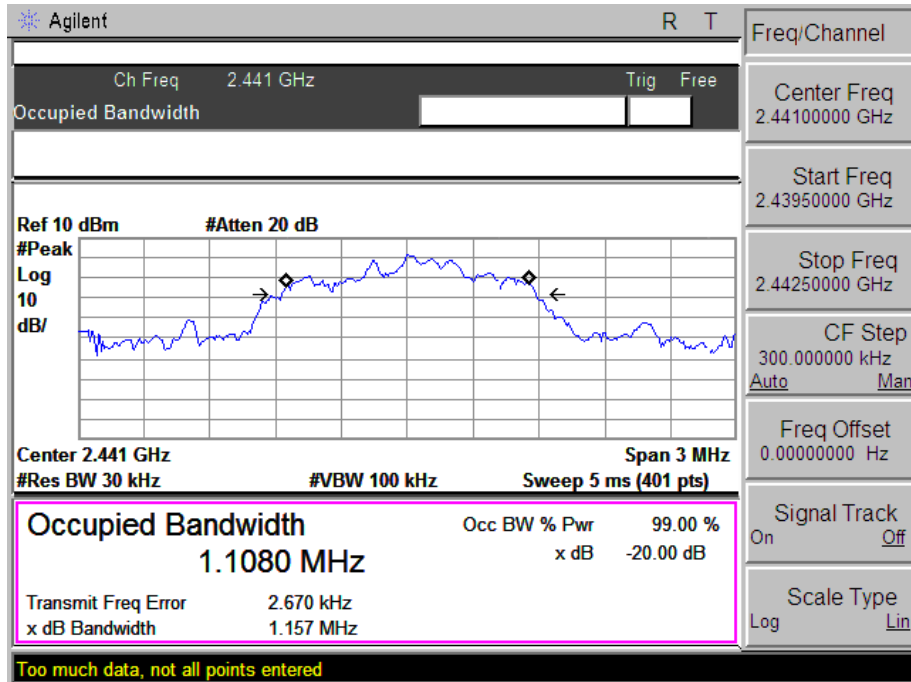 Agilent R T
Freq/Channel
Ch Freq 2.441 GHz Trig Free
Occupied Bandwidth
Center Freq
2.44100000 GHz
Start Freq
2.43950000 GHz
Stop Freq
2.44250000 GHz
CF Step
300.000000 kHz
Auto Man
Freq Offset
0.00000000 Hz
Signal Track
On Off
Scale Type
Log Lin
Ref 10 dBm #Atten 20 dB
#Peak
Log
10
dB/
Center 2.441 GHz Span 3 MHz
#Res BW 30 kHz #VBW 100 kHz Sweep 5 ms (401 pts)
Occupied Bandwidth Occ BW % Pwr 99.00 %
1.1080 MHz x dB -20.00 dB
Transmit Freq Error 2.670 kHz
x dB Bandwidth 1.157 MHz
Too much data, not all points entered